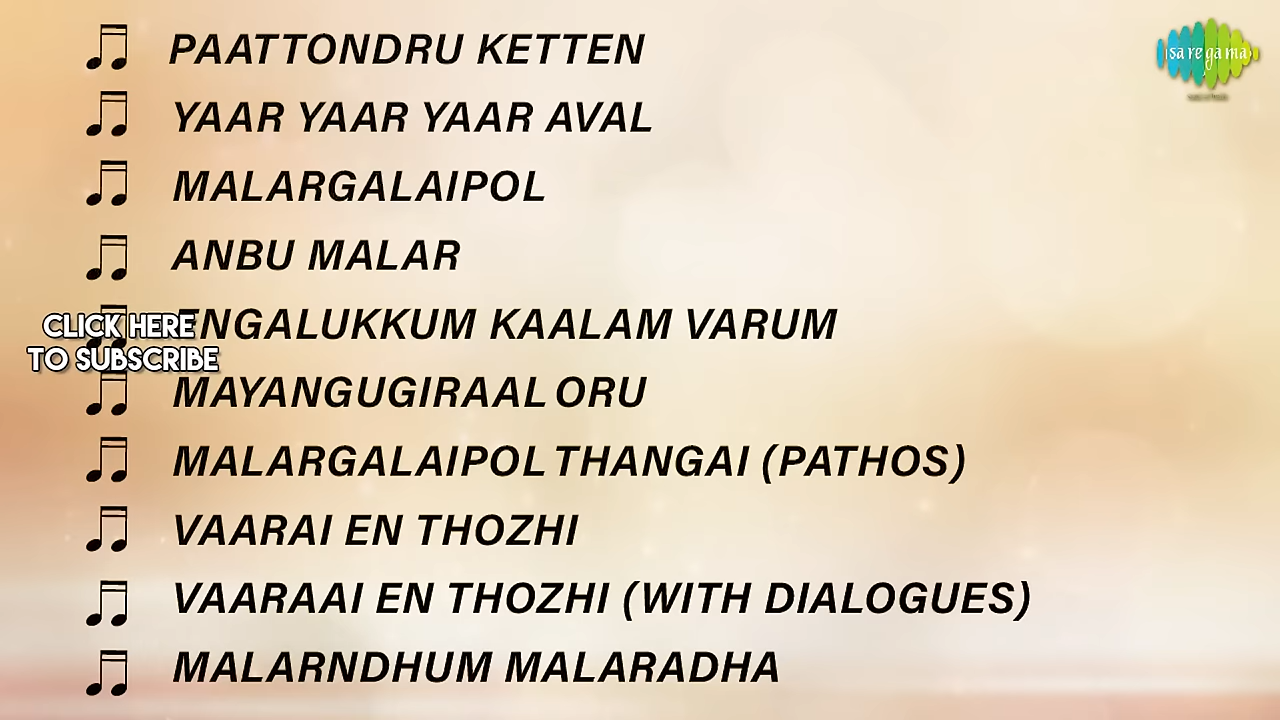 PAATTONDRU KETTEN
saregama
YAAR YAAR YAAR AVAL
MALARGALAIPOL
ANBU MALAR
ENGALUKKUM KAALAM VARUM
CLICK HERE
TO SUBSCRIBE
MAYANGUGIRAAL ORU
MALARGALAIPOL THANGAI (PATHOS)
VAARAI EN THOZHI
VAARAAI EN THOZHI (WITH DIALOGUES)
MALARNDHUM MALARADHA